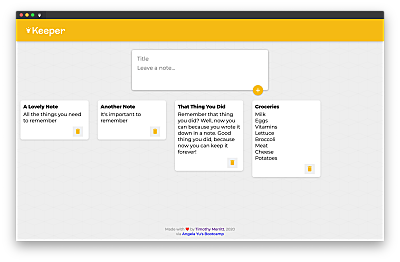 Keeper
Title
Leave a note...
A Lovely Note
All the things you need
to remember
Another Note
It's important to
remember
That Thing You Did
Remember that thing
you did? Well, now you
can because you wrote it
down in a note. Good
thing you did, because
now you can keep it
forever!
Groceries
Milk
Eggs
Vitamins
Lettuce
Broccoli
Meat
Cheese
Potatoes
Made with ❤ by Timothy Merritt, 2020
via Angela Yu's Bootcamp